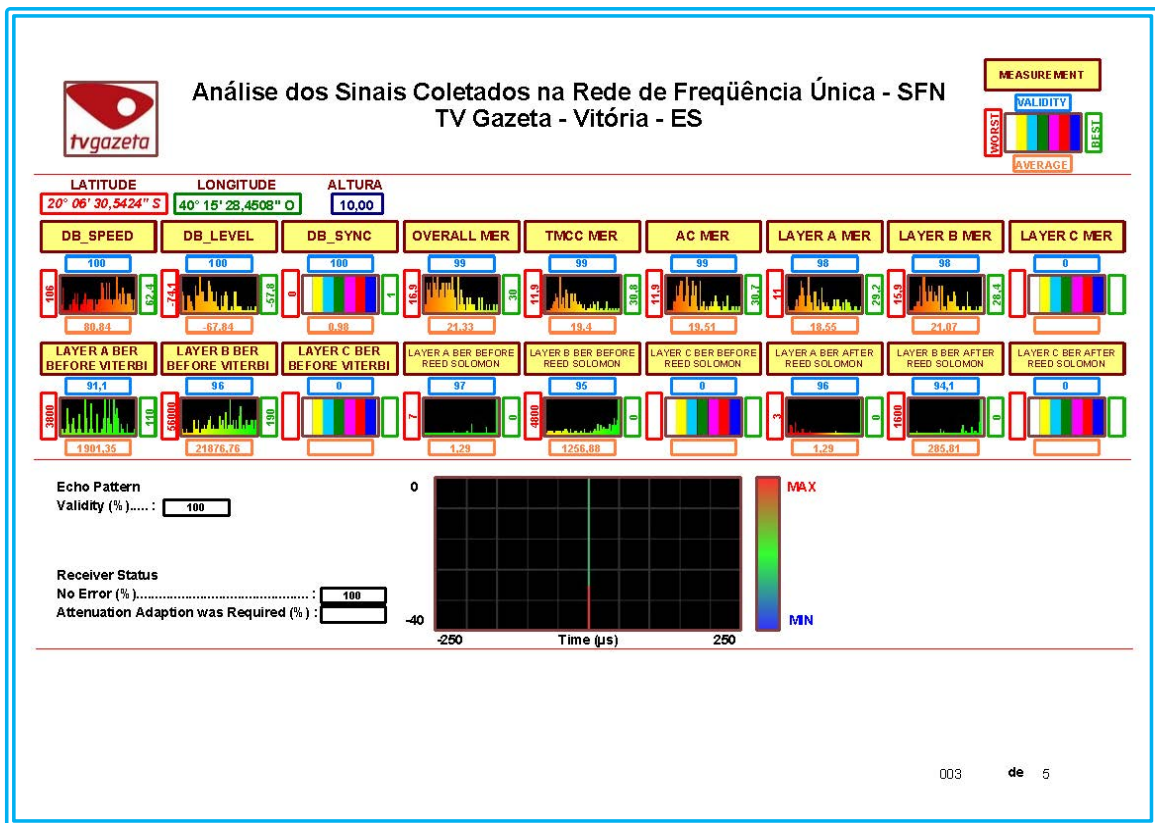 tvgazeta
Análise dos Sinais Coletados na Rede de Freqüência Única - SFN
TV Gazeta - Vitória - ES
MEASUREMENT
VALIDITY
WORST
BEST
AVERAGE
LATITUDE LONGITUDE ALTURA
20° 06' 30,5424" S 40° 15' 28,4508" O 10,00
DB_SPEED DB_LEVEL DB_SYNC OVERALL MER TMCC MER AC MER LAYER A MER LAYER B MER LAYER C MER
100 100 100 99 99 99 98 98 0
106 62,4 -74,1 -57,8 0 1 16,9 30 11,9 30,8 11,9 30,7 11 29,2 15,9 28,4
80,84 -67,84 0,98 21,33 19,4 19,51 18,55 21,07
LAYER A BER LAYER B BER LAYER C BER LAYER A BER BEFORE LAYER B BER BEFORE LAYER C BER BEFORE LAYER A BER AFTER LAYER B BER AFTER LAYER C BER AFTER
BEFORE VITERBI BEFORE VITERBI BEFORE VITERBI REED SOLOMON REED SOLOMON REED SOLOMON REED SOLOMON REED SOLOMON REED SOLOMON
91,1 96 0 97 95 0 96 94,1 0
3800 110 56000 190 7 0 4800 0 3 0 1600 0
1901,35 21876,76 1,29 1256,88 1,29 285,81
Echo Pattern
Validity (%)..... : 100
Receiver Status
No Error (%)............................................ : 100
Attenuation Adaption was Required (%) :
0
-40
-250 Time (µs) 250
MAX
MIN
003 de 5